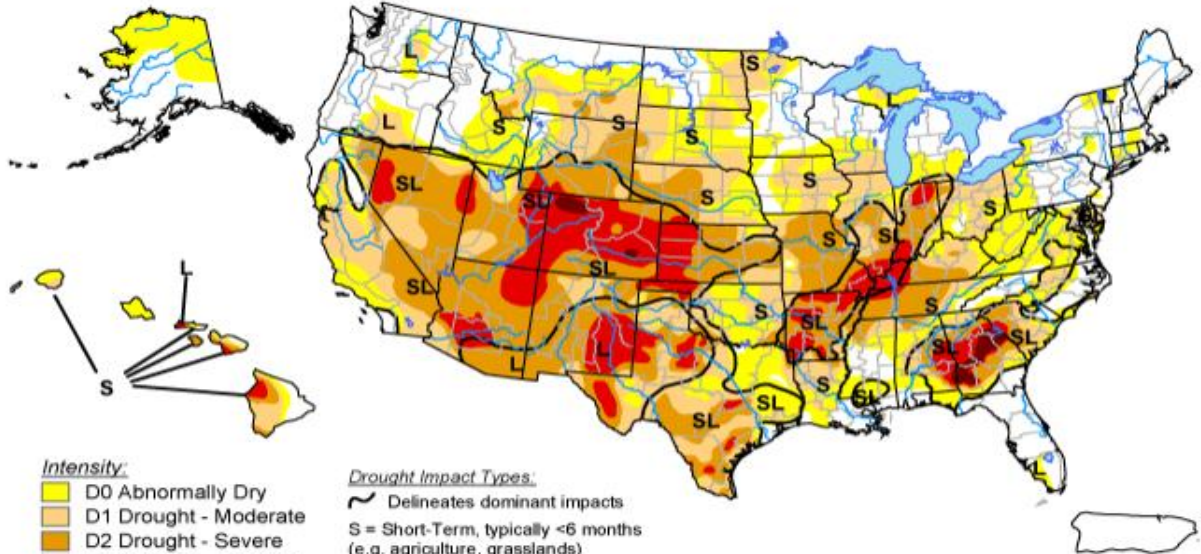 L
S
L
L
L
S
S
S
S
SL
SL
S
S
S
SL
L
SL
SL
S
S
SL
SL
SL
L
L
S
S
SL
SL
SL
L
Intensity:
D0 Abnormally Dry
D1 Drought - Moderate
D2 Drought - Severe
Drought Impact Types:
Delineates dominant impacts
S = Short-Term, typically <6 months
(e.g. agriculture, grasslands)